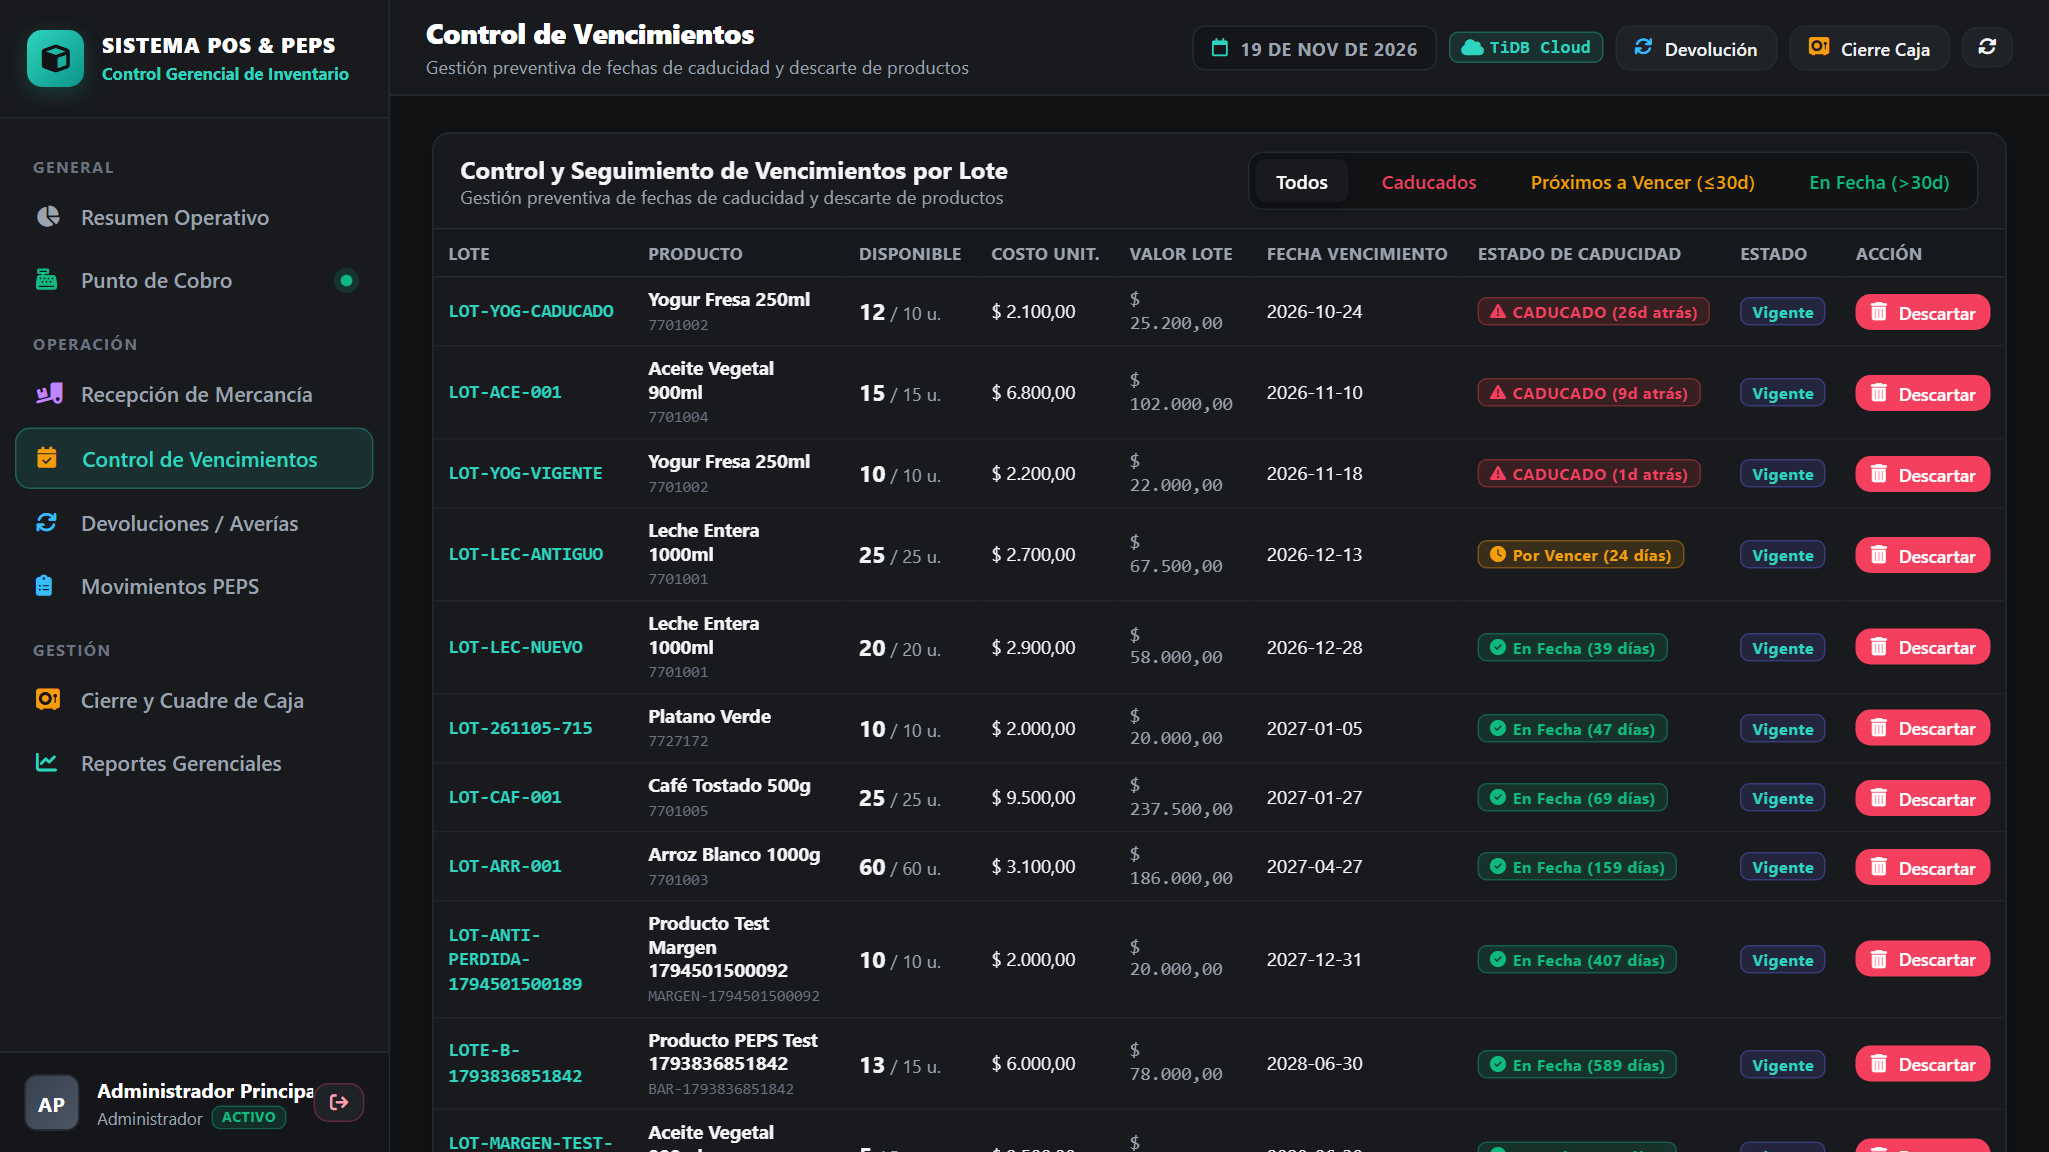 SISTEMA POS & PEPS
Control Gerencial de Inventario
GENERAL
Resumen Operativo
Punto de Cobro
OPERACIÓN
Recepción de Mercancía
Control de Vencimientos
Devoluciones / Averías
Movimientos PEPS
GESTIÓN
Cierre y Cuadre de Caja
Reportes Gerenciales
AP
Administrador Principa
Administrador ACTIVO
Control de Vencimientos
Gestión preventiva de fechas de caducidad y descarte de productos
19 DE NOV DE 2026
TiDB Cloud
Devolución
Cierre Caja
Control y Seguimiento de Vencimientos por Lote
Gestión preventiva de fechas de caducidad y descarte de productos
Todos Caducados Próximos a Vencer (≤30d) En Fecha (>30d)
LOTE PRODUCTO DISPONIBLE COSTO UNIT. VALOR LOTE FECHA VENCIMIENTO ESTADO DE CADUCIDAD ESTADO ACCIÓN
LOT-YOG-CADUCADO Yogur Fresa 250ml 7701002 12 / 10 u. $ 2.100,00 $ 25.200,00 2026-10-24 CADUCADO (26d atrás) Vigente Descartar
LOT-ACE-001 Aceite Vegetal 900ml 7701004 15 / 15 u. $ 6.800,00 $ 102.000,00 2026-11-10 CADUCADO (9d atrás) Vigente Descartar
LOT-YOG-VIGENTE Yogur Fresa 250ml 7701002 10 / 10 u. $ 2.200,00 $ 22.000,00 2026-11-18 CADUCADO (1d atrás) Vigente Descartar
LOT-LEC-ANTIGUO Leche Entera 1000ml 7701001 25 / 25 u. $ 2.700,00 $ 67.500,00 2026-12-13 Por Vencer (24 días) Vigente Descartar
LOT-LEC-NUEVO Leche Entera 1000ml 7701001 20 / 20 u. $ 2.900,00 $ 58.000,00 2026-12-28 En Fecha (39 días) Vigente Descartar
LOT-261105-715 Platano Verde 7727172 10 / 10 u. $ 2.000,00 $ 20.000,00 2027-01-05 En Fecha (47 días) Vigente Descartar
LOT-CAF-001 Café Tostado 500g 7701005 25 / 25 u. $ 9.500,00 $ 237.500,00 2027-01-27 En Fecha (69 días) Vigente Descartar
LOT-ARR-001 Arroz Blanco 1000g 7701003 60 / 60 u. $ 3.100,00 $ 186.000,00 2027-04-27 En Fecha (159 días) Vigente Descartar
LOT-ANTI-PERDIDA-1794501500189 Producto Test Margen 1794501500092 MARGEN-1794501500092 10 / 10 u. $ 2.000,00 $ 20.000,00 2027-12-31 En Fecha (407 días) Vigente Descartar
LOTE-B-1793836851842 Producto PEPS Test 1793836851842 BAR-1793836851842 13 / 15 u. $ 6.000,00 $ 78.000,00 2028-06-30 En Fecha (589 días) Vigente Descartar
LOT-MARGEN-TEST- Aceite Vegetal $